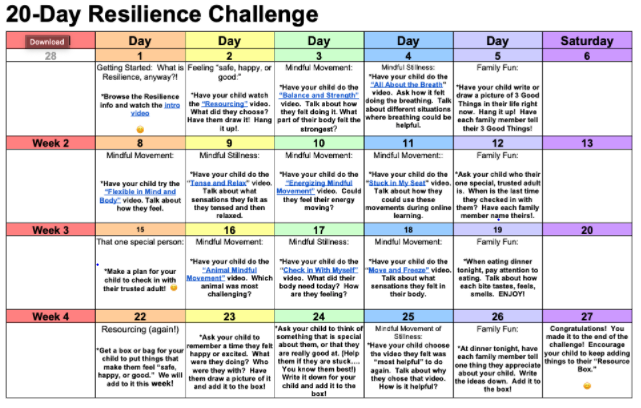 20-Day Resilience Challenge
Download Day Day Day Day Day Saturday
28 1 2 3 4 5 6
Getting Started: What is
Resilience, anyway?!
*Browse the Resilience
info and watch the intro
video
Feeling "safe, happy, or
good:"
*Have your child watch
the "Resourcing" video.
What did they choose?
Have them draw it! Hang
it up!
Mindful Movement:
*Have your child do the
"Balance and Strength"
video. Talk about how
they felt doing it. What
part of their body felt the
strongest?
Mindful Stillness:
*Have your child do the
"All About the Breath"
video. Ask how it felt
doing the breathing. Talk
about different situations
where breathing could be
helpful.
Family Fun:
*Have your child write or
draw a picture of 3 Good
Things in their life right
now. Hang it up! Have
each family member tell
their 3 Good Things!
Week 2 8 9 10 11 12 13
Mindful Movement:
*Have your child try the
"Flexible in Mind and
Body" video. Talk about
how they feel.
Mindful Stillness:
*Have your child do the
"Tense and Relax" video.
Talk about what
sensations they felt as
they tensed and then
relaxed.
Mindful Movement:
*Have your child do the
"Energizing Mindful
Movement" video. Could
they feel their energy
moving?
Mindful Movement::
*Have your child do the
"Stuck in My Seat" video.
Talk about how they
could use these
movements during online
learning.
Family Fun:
*Ask your child who their
one special, trusted adult
is. When is the last time
they checked in with
them? Have each family
member name theirs!.
Week 3 15 16 17 18 19 20
That one special person:
*Make a plan for your
child to check in with
their trusted adult!
Mindful Movement:
*Have your child do the
"Animal Mindful
Movement" video. Which
animal was most
challenging?
Mindful Stillness:
*Have your child do the
"Check in With Myself"
video. What did their
body need today? How
are they feeling?
Mindful Movement:
*Have your child do the
"Move and Freeze" video.
Talk about what
sensations they felt in
their body.
Family Fun:
*When eating dinner
tonight, pay attention to
eating. Talk about how
each bite tastes, feels,
smells. ENJOY!
Week 4 22 23 24 25 26 27
Resourcing (again!)
*Get a box or bag for your
child to put things that
make them feel "safe,
happy, or good." We will
add to it this week!
*Ask your child to
remember a time they felt
happy or excited. What
were they doing? Who
were they with? Have
them draw a picture of it
and add it to the box!
*Ask your child to think of
something that is special
about them, or that they
are really good at. (Help
them if they are stuck....
You know them best!)
Write it down for your
child and add it to the
box!
Mindful Movement of
Stillness:
*Have your child choose
the video they felt was
"most helpful" to do
again. Talk about why
they chose that video.
How is it helpful?
Family Fun:
*At dinner tonight, have
each family member tell
one thing they appreciate
about your child. Write
the ideas down. Add it to
the box!
Congratulations! You
made it to the end of the
challenge! Encourage
your child to keep adding
things to their "Resource
Box."